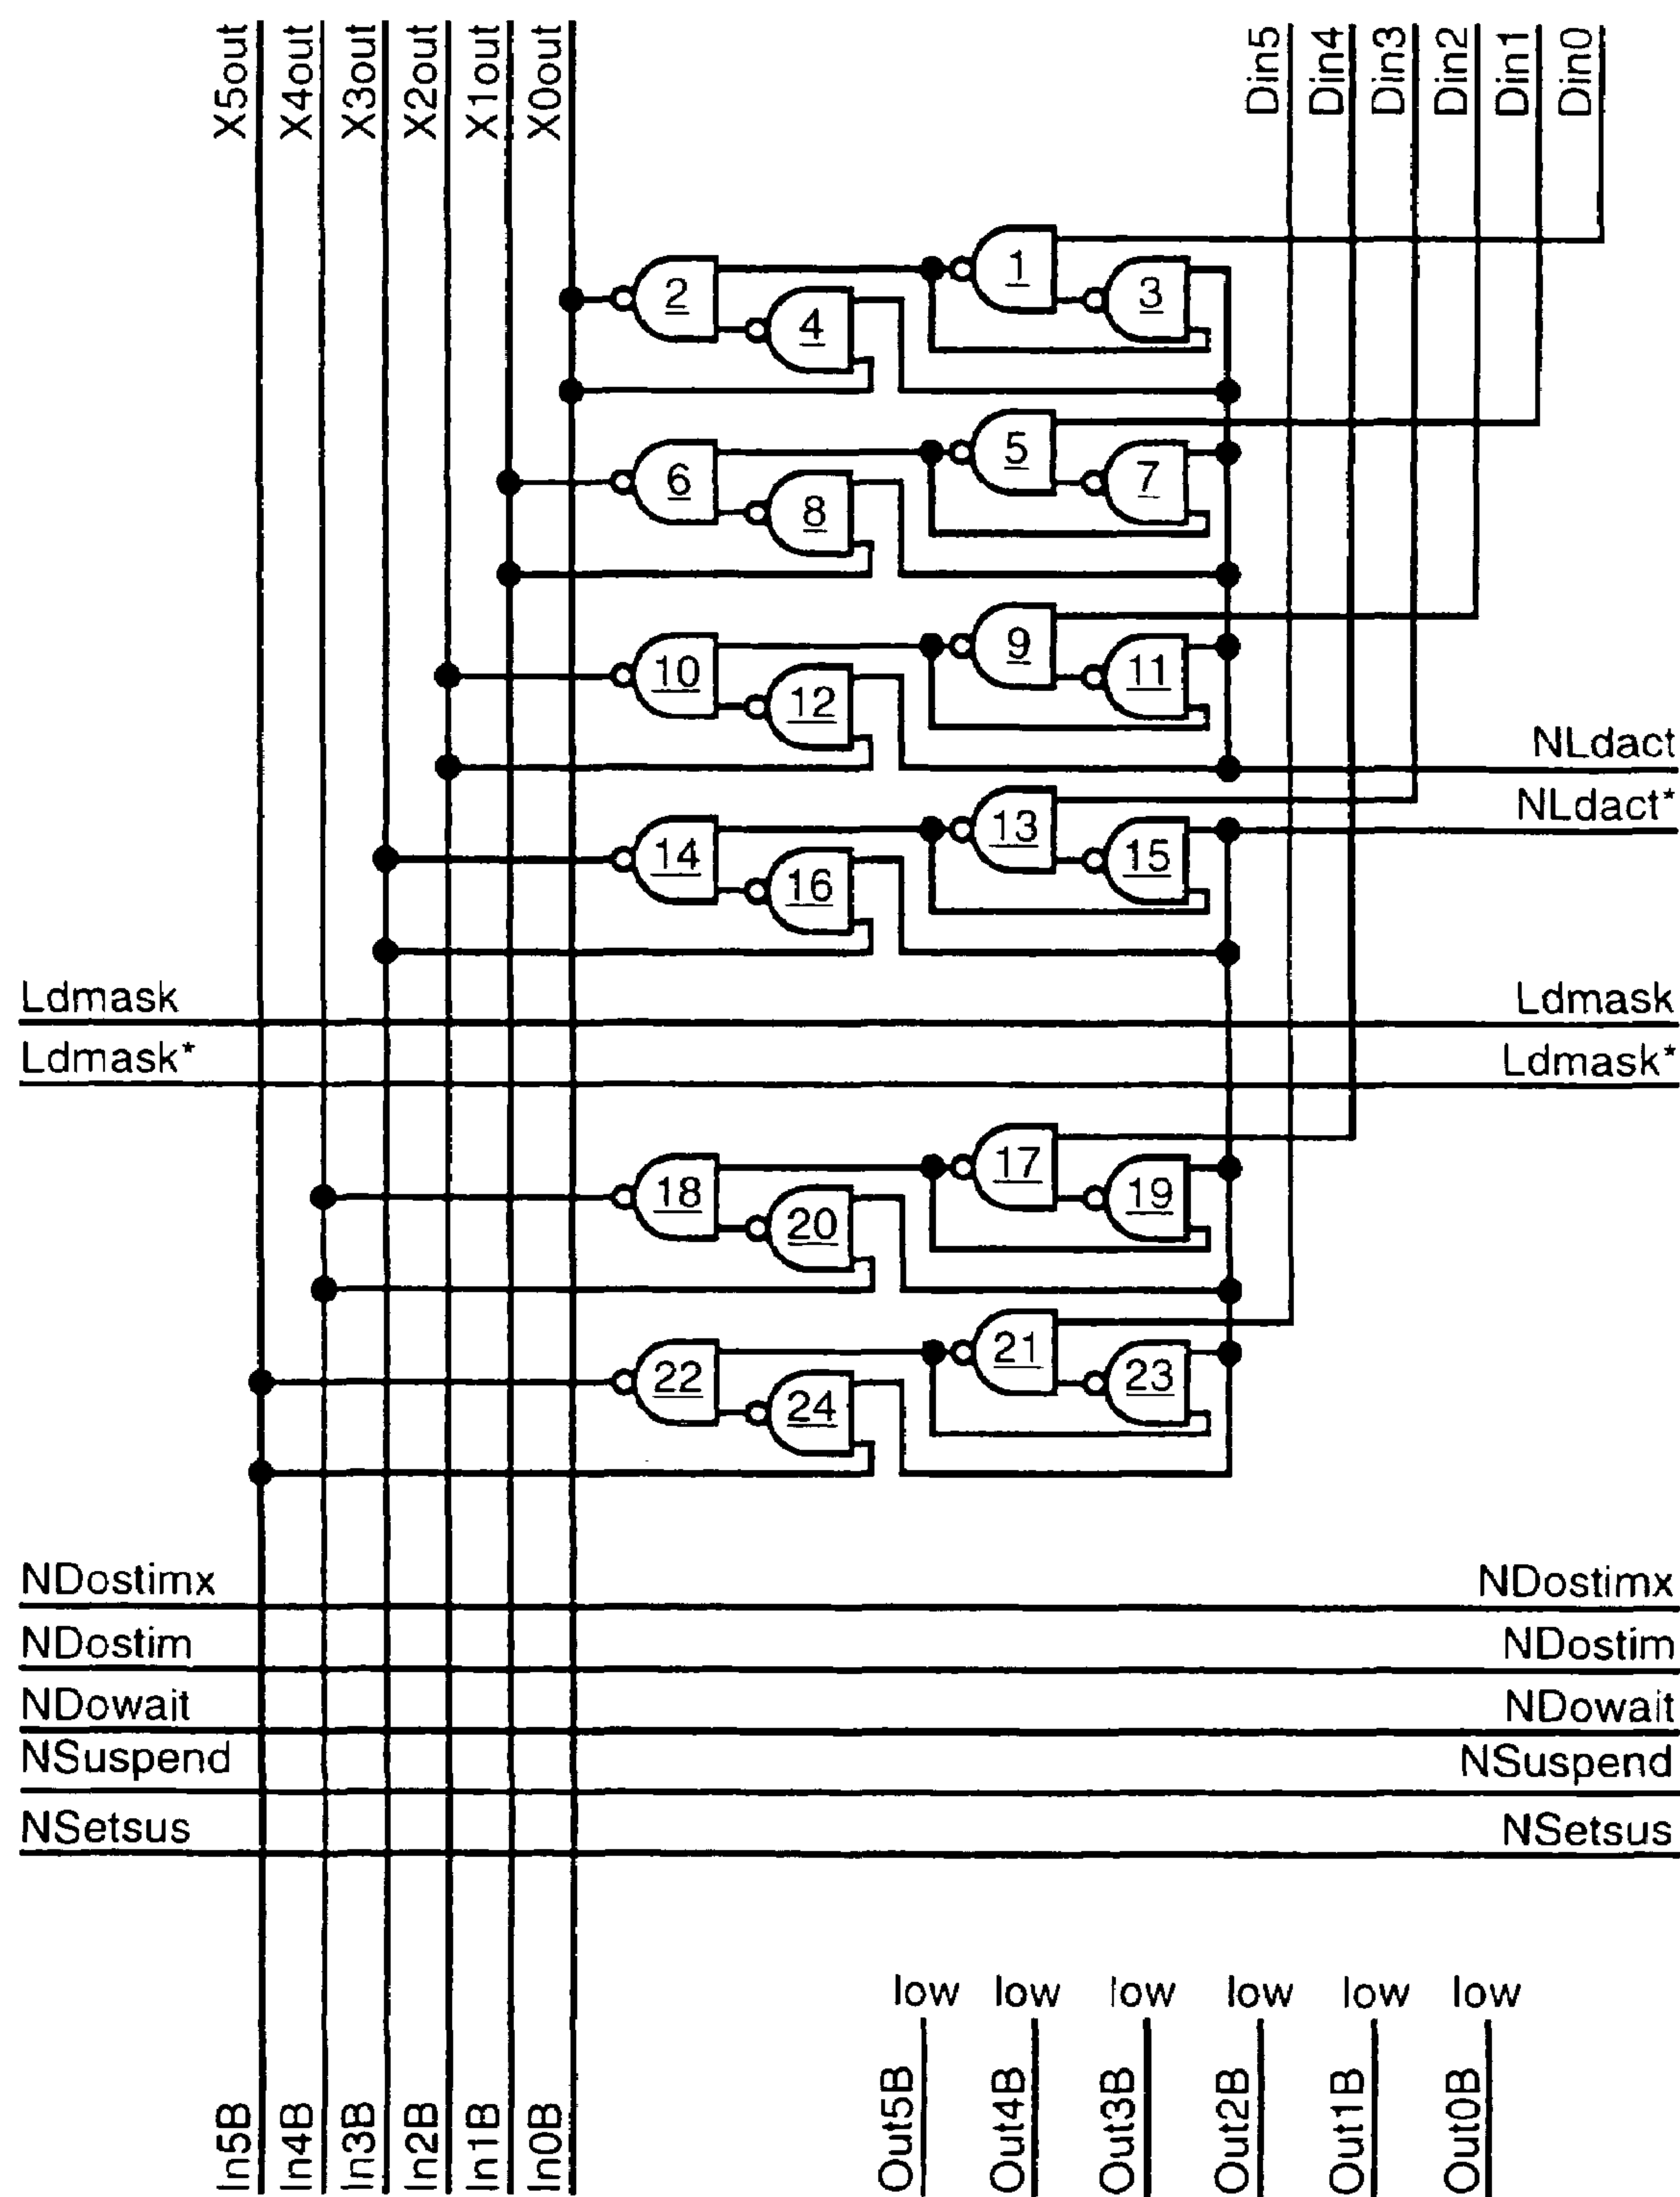 X5out
X4out
X3out
X2out
X1out
X0out
Din5
Din4
Din3
Din2
Din1
Din0
1
2
3
4
5
6
7
8
9
10
11
12
NLdact
NLdact*
13
14
15
16
Ldmask
Ldmask
Ldmask*
Ldmask*
17
18
19
20
21
22
23
24
NDostimx
NDostimx
NDostim
NDostim
NDowait
NDowait
NSuspend
NSuspend
NSetsus
NSetsus
low
low
low
low
low
low
In5B
In4B
In3B
In2B
In1B
In0B
Out5B
Out4B
Out3B
Out2B
Out1B
Out0B